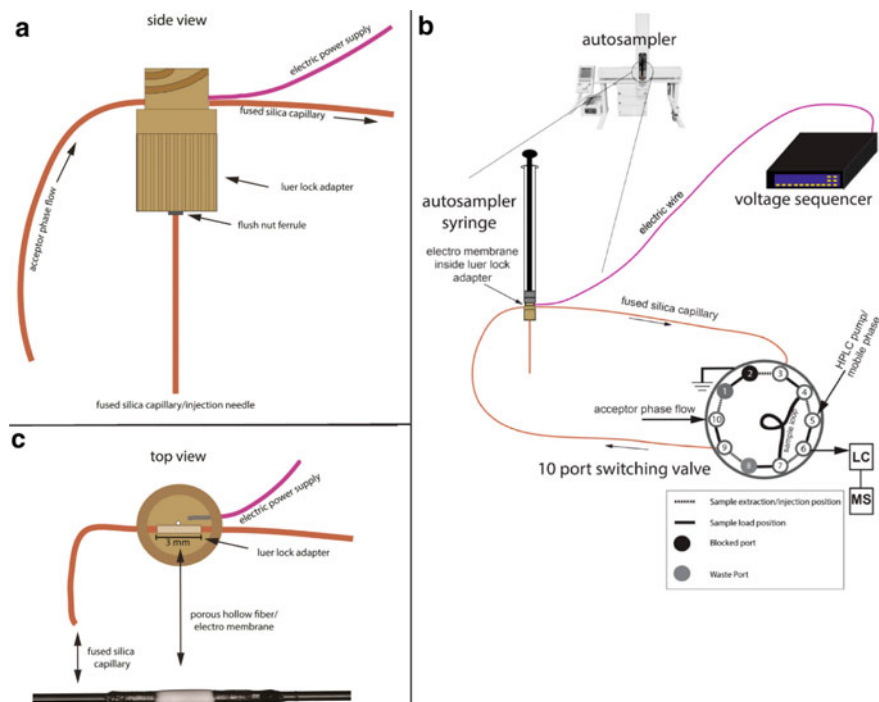 a
side view
electric power supply
fused silica capillary
acceptor phase flow
luer lock adapter
flush nut ferrule
fused silica capillary/injection needle
c
top view
electric power supply
3 mm
luer lock adapter
porous hollow fiber/
electro membrane
fused silica
capillary
b
autosampler
autosampler
syringe
electric wire
voltage sequencer
electro membrane
inside luer lock
adapter
fused silica capillary
HPLC pump/
mobile phase
acceptor phase flow
1
2
3
4
5
6
7
8
9
10
sample loop
LC
MS
10 port switching valve
Sample extraction/injection position
Sample load position
Blocked port
Waste Port